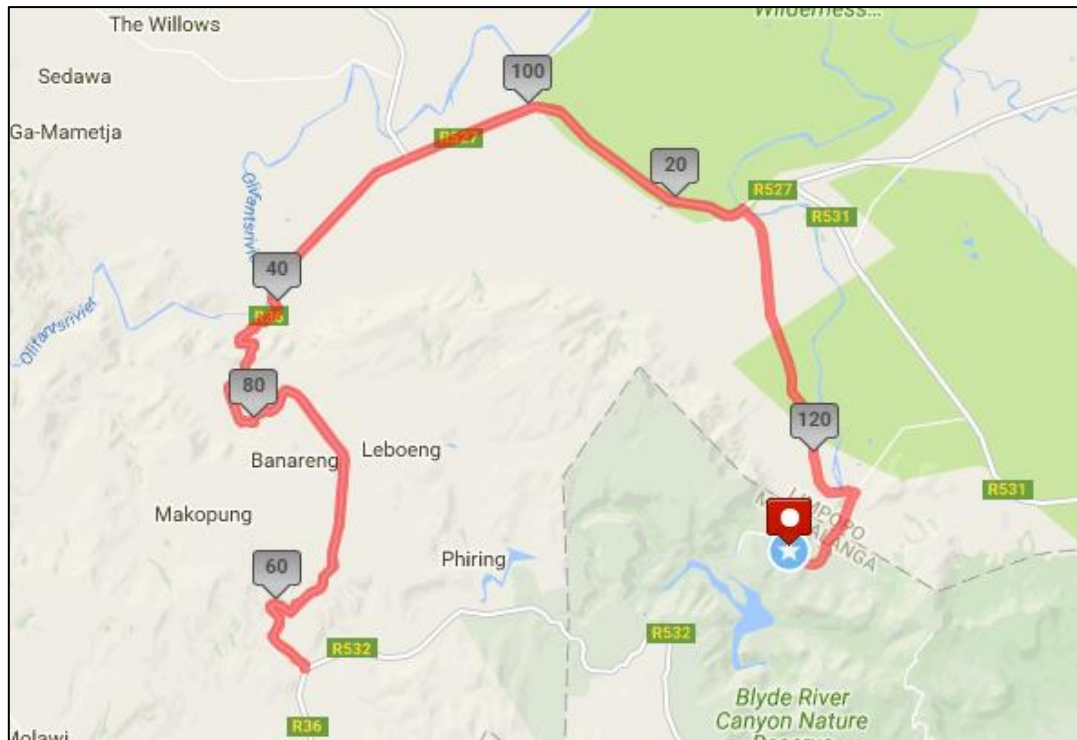 Wilderness...
The Willows
Sedawa
100
Ga-Mametja
R527
20
R527
R531
Olifantsrivier
40
R36
Olifantsrivier
80
Leboeng
Banareng
120
R531
Makopung
LIMPOPO
Phiring
60
R532
R532
Blyde River
Canyon Nature
Reserve
R36
Molawi